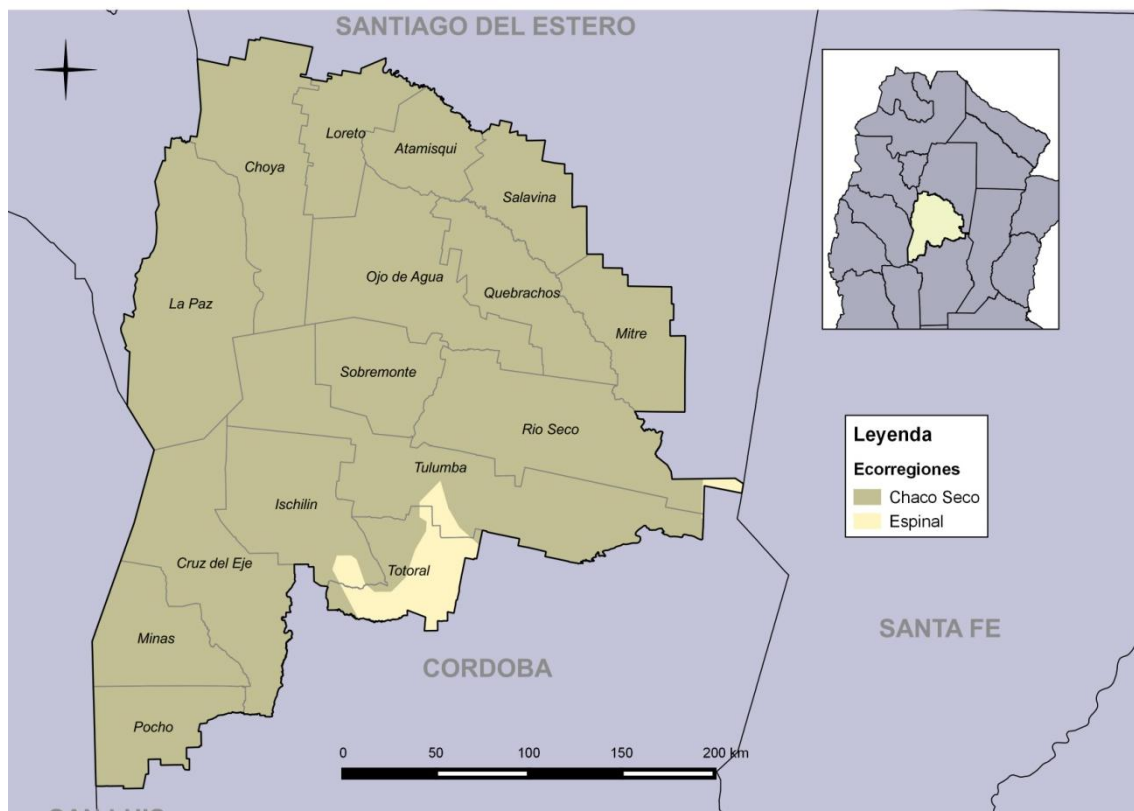 SANTIAGO DEL ESTERO
Loreto
Atamisqui
Choya
Salavina
Ojo de Agua
La Paz
Quebrachos
Mitre
Sobremonte
Rio Seco
Tulumba
Ischilin
Cruz del Eje
Totoral
Minas
Pocho
CORDOBA
SANTA FE
Leyenda
Ecorregiones
Chaco Seco
Espinal
0 50 100 150 200 km